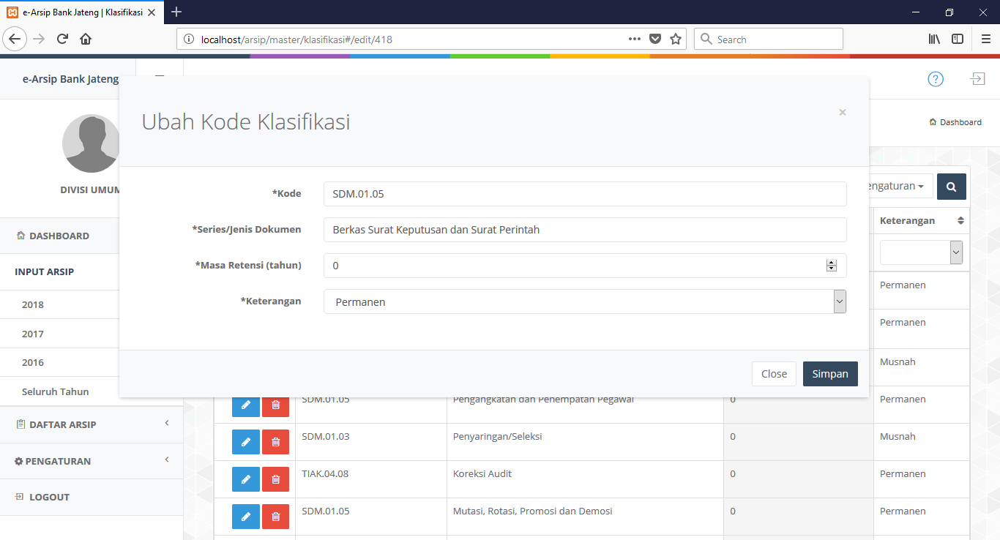 e-Arsip Bank Jateng | Klasifikasi
localhost/arsip/master/klasifikasi#/edit/418
Search
e-Arsip Bank Jateng
Dashboard
DIVISI UMUM
DASHBOARD
INPUT ARSIP
2018
2017
2016
Seluruh Tahun
DAFTAR ARSIP
PENGATURAN
LOGOUT
Ubah Kode Klasifikasi
×
*Kode SDM.01.05
*Series/Jenis Dokumen Berkas Surat Keputusan dan Surat Perintah
*Masa Retensi (tahun) 0
*Keterangan Permanen
Close Simpan
engaturan
Keterangan
Permanen
Permanen
Musnah
SDM.01.05 Pengangkatan dan Penempatan Pegawai 0 Permanen
SDM.01.03 Penyaringan/Seleksi 0 Musnah
TIAK.04.08 Koreksi Audit 0 Permanen
SDM.01.05 Mutasi, Rotasi, Promosi dan Demosi 0 Permanen